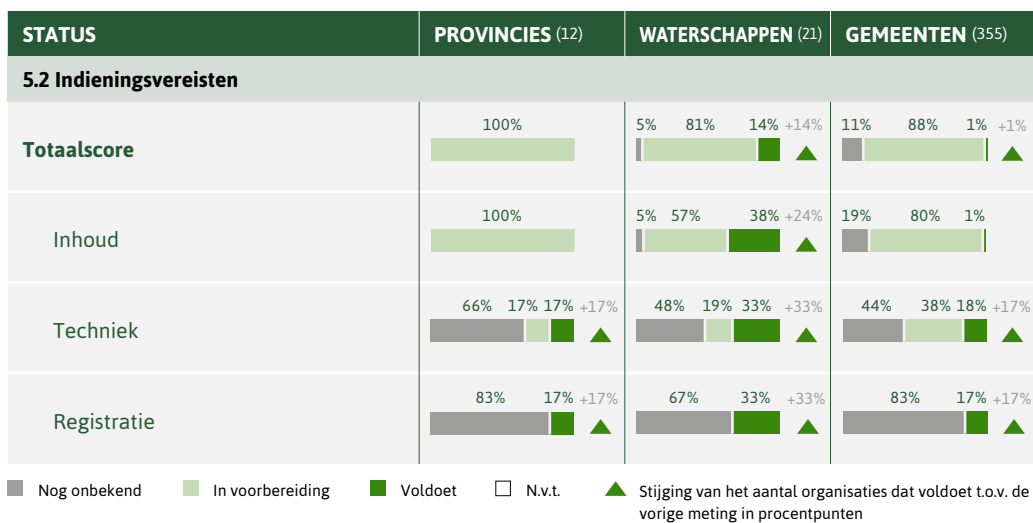 STATUS PROVINCIES (12) WATERSCHAPPEN (21) GEMEENTEN (355)
5.2 Indieningsvereisten
Totaalscore 100% 5% 81% 14% +14% 11% 88% 1% +1%
Inhoud 100% 5% 57% 38% +24% 19% 80% 1%
Techniek 66% 17% 17% +17% 48% 19% 33% +33% 44% 38% 18% +17%
Registratie 83% 17% +17% 67% 33% +33% 83% 17% +17%
Nog onbekend In voorbereiding Voldoet N.v.t. Stijging van het aantal organisaties dat voldoet t.o.v. de
vorige meting in procentpunten